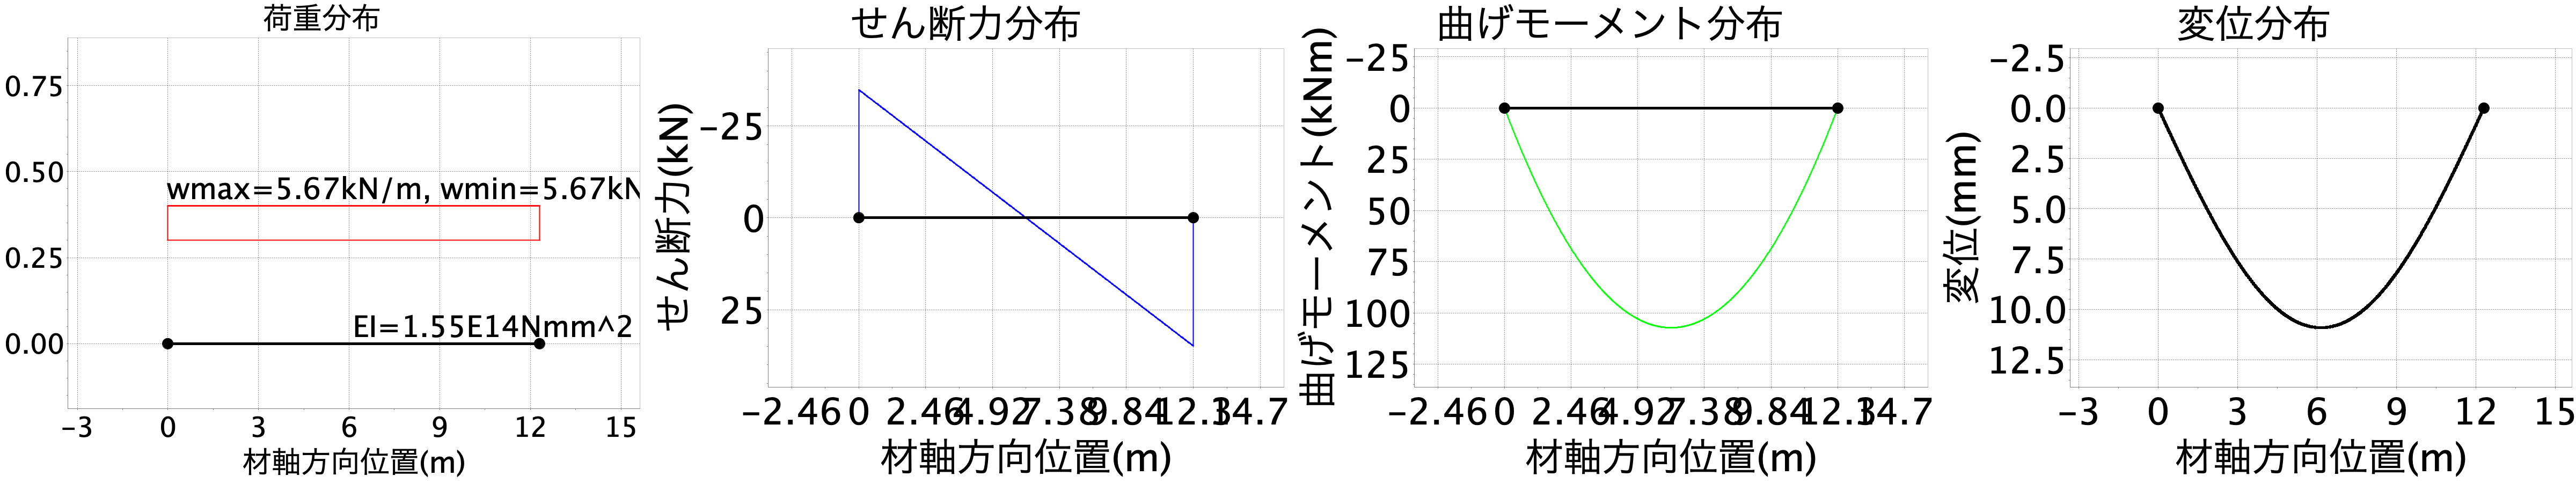 荷重分布
0.75
0.50
0.25
0.00
wmax=5.67kN/m, wmin=5.67kN
EI=1.55E14Nmm^2
-3 0 3 6 9 12 15
材軸方向位置(m)
せん断力分布
せん断力(kN)
-25
0
25
-2.46 0 2.46 4.92 7.38 9.84 12.3 14.7
材軸方向位置(m)
曲げモーメント分布
曲げモーメント(kNm)
-25
0
25
50
75
100
125
-2.46 0 2.46 4.92 7.38 9.84 12.3 14.7
材軸方向位置(m)
変位分布
変位(mm)
-2.5
0.0
2.5
5.0
7.5
10.0
12.5
-3 0 3 6 9 12 15
材軸方向位置(m)